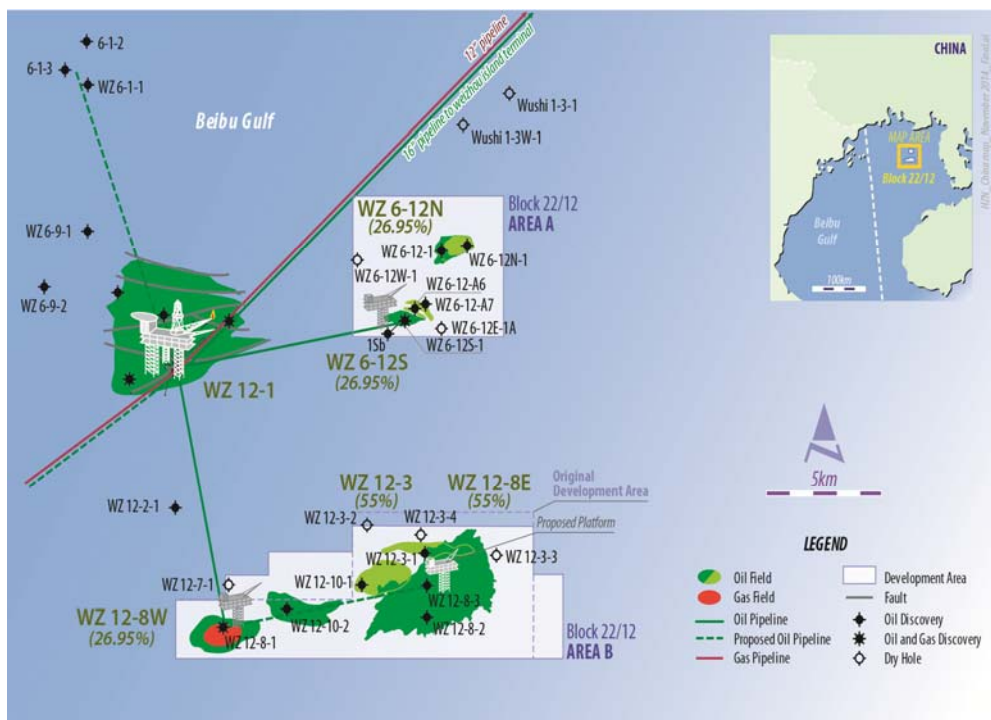 6-1-2
6-1-3
WZ 6-1-1
Beibu Gulf
12" pipeline
16" pipeline to weizhou island terminal
Wushi 1-3-1
Wushi 1-3W-1
Block 22/12
AREA A
WZ 6-12N
(26.95%)
WZ 6-12-1
WZ 6-12N-1
WZ 6-12W-1
WZ 6-12-A6
WZ 6-12-A7
WZ 6-12E-1A
1Sb
WZ 6-12S-1
WZ 6-12S
(26.95%)
WZ 6-9-1
WZ 6-9-2
WZ 12-1
WZ 12-2-1
WZ 12-3
(55%)
WZ 12-8E
(55%)
Original
Development Area
WZ 12-3-2
WZ 12-3-4
Proposed Platform
WZ 12-3-1
WZ 12-3-3
WZ 12-7-1
WZ 12-10-1
WZ 12-8-3
WZ 12-10-2
WZ 12-8-2
WZ 12-8W
(26.95%)
WZ 12-8-1
Block 22/12
AREA B
CHINA
MAP AREA
Block 22/12
Beibu
Gulf
100km
5km
LEGEND
Oil Field
Gas Field
Oil Pipeline
Proposed Oil Pipeline
Gas Pipeline
Development Area
Fault
Oil Discovery
Oil and Gas Discovery
Dry Hole